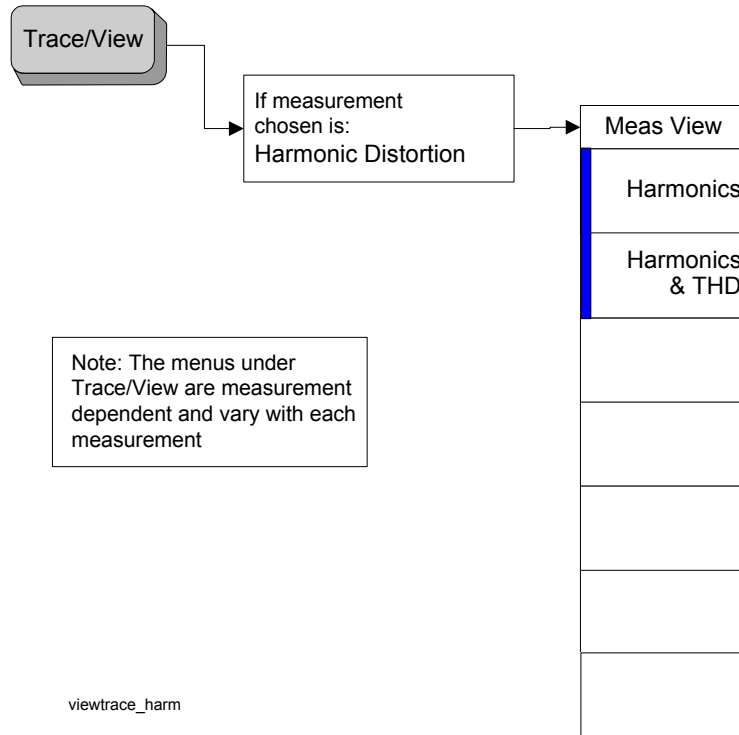 Trace/View
If measurement
chosen is:
Harmonic Distortion
Meas View
Harmonics
Harmonics
& THD
Note: The menus under
Trace/View are measurement
dependent and vary with each
measurement
viewtrace_harm